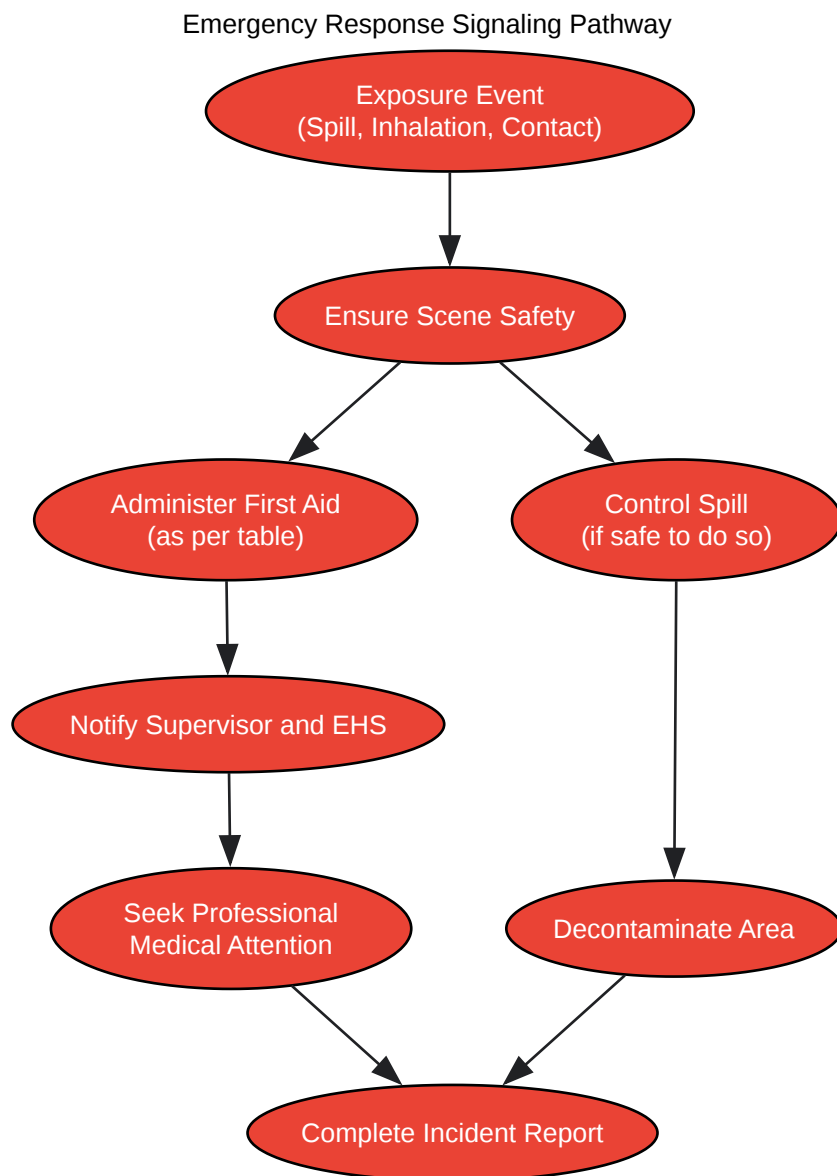 Emergency Response Signaling Pathway
Exposure Event
(Spill, Inhalation, Contact)
Ensure Scene Safety
Administer First Aid
(as per table)
Control Spill
(if safe to do so)
Notify Supervisor and EHS
Seek Professional
Medical Attention
Decontaminate Area
Complete Incident Report